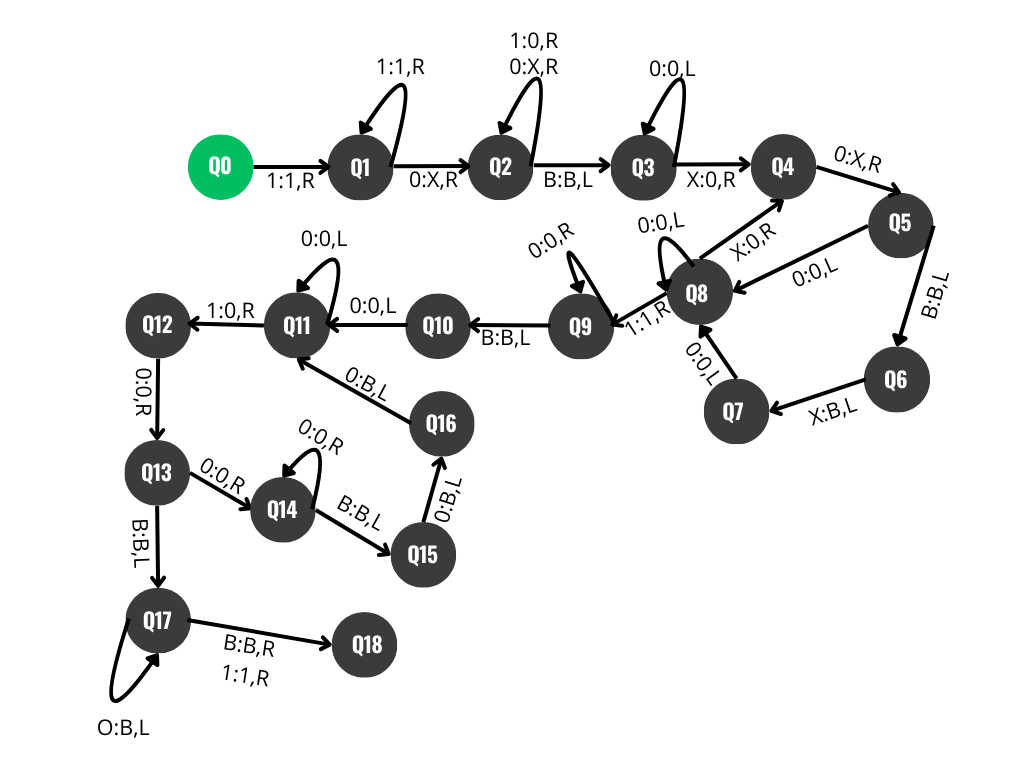 1:0,R
0:X,R
1:1,R
0:0,L
Q0
Q1
Q2
Q3
Q4
1:1,R
0:X,R
B:B,L
X:0,R
0:X,R
Q5
0:0,L
0:0,R
0:0,L
X:0,R
0:0,L
B:B,L
Q8
Q12
1:0,R
Q11
0:0,L
Q10
B:B,L
Q9
1:1,R
0:0,R
0:B,L
0:0,L
Q6
X:B,L
Q7
Q16
0:0,R
Q13
0:0,R
Q14
B:B,L
0:B,L
Q15
B:B,L
Q17
B:B,R
1:1,R
Q18
O:B,L